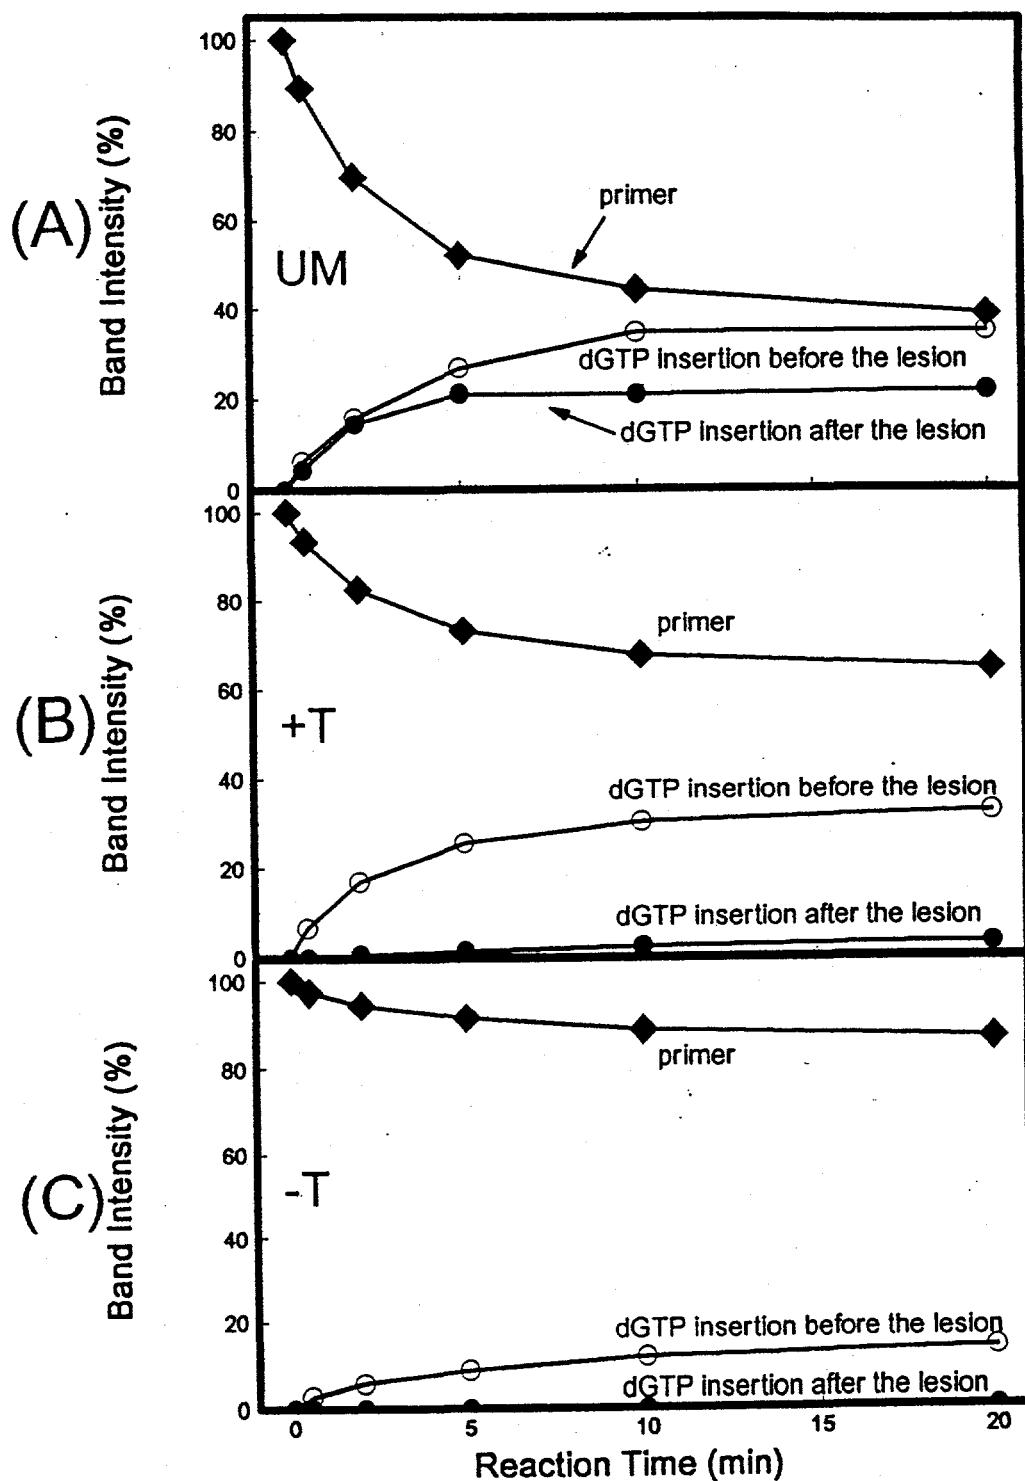 (A)
Band Intensity (%)
100
80
60
40
20
0
UM
primer
dGTP insertion before the lesion
dGTP insertion after the lesion
(B)
Band Intensity (%)
100
80
60
40
20
0
+T
primer
dGTP insertion before the lesion
dGTP insertion after the lesion
(C)
Band Intensity (%)
100
80
60
40
20
0
-T
primer
dGTP insertion before the lesion
dGTP insertion after the lesion
0 5 10 15 20
Reaction Time (min)